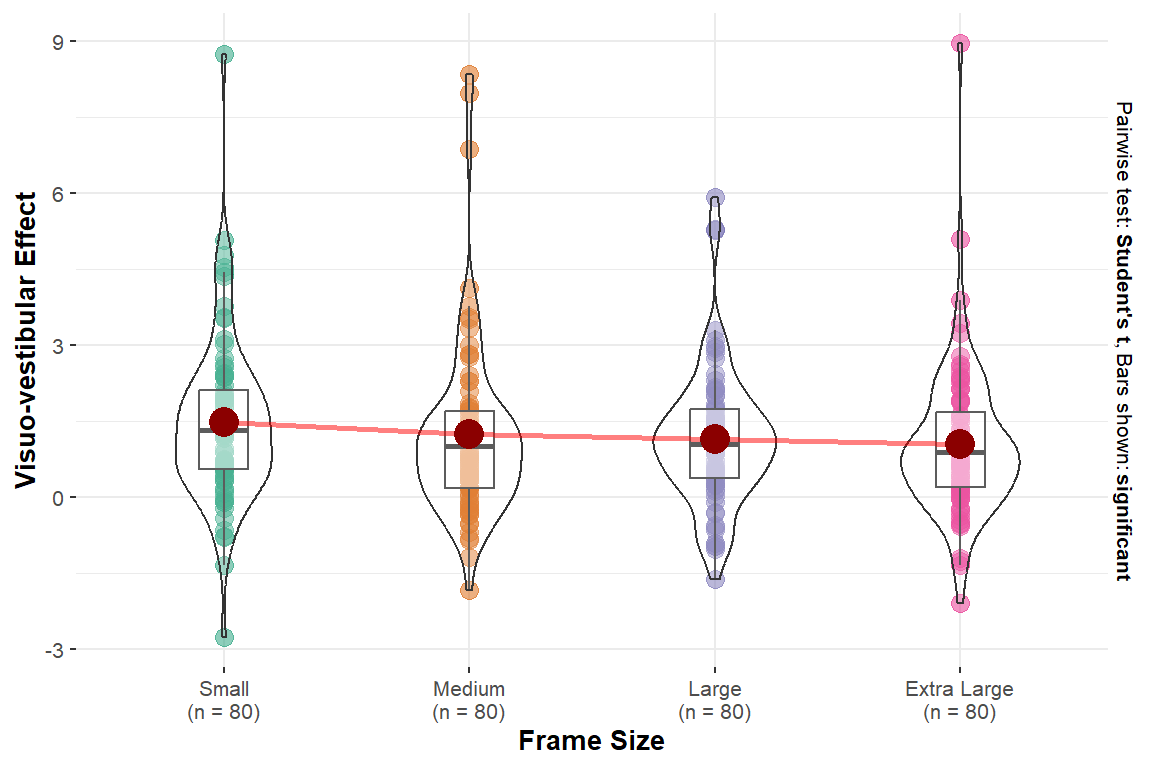 9
6
3
0
-3
Visuo-vestibular Effect
Small
(n = 80)
Medium
(n = 80)
Large
(n = 80)
Extra Large
(n = 80)
Frame Size
Pairwise test: Student's t, Bars shown: significant